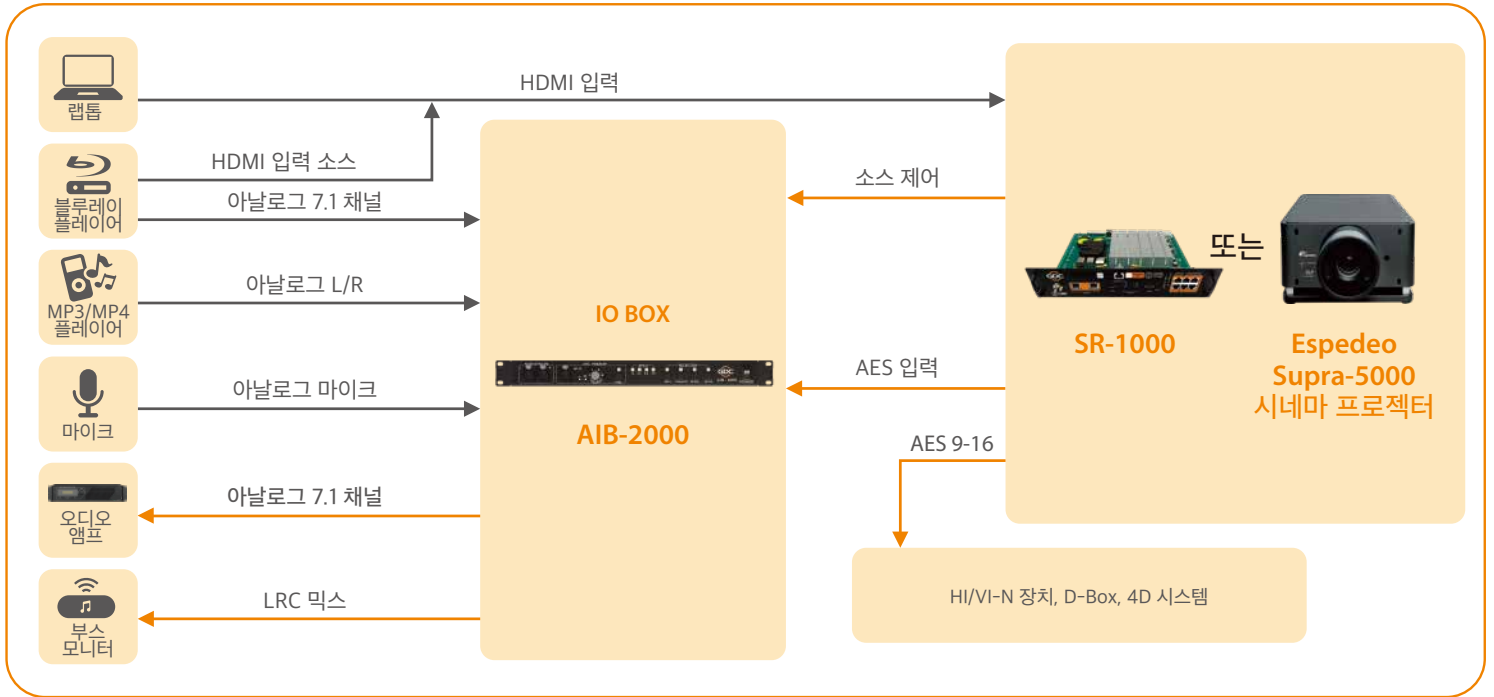 랩톱
HDMI 입력
블루레이
플레이어
HDMI 입력 소스
아날로그 7.1 채널
MP3/MP4
플레이어
아날로그 L/R
마이크
아날로그 마이크
오디오
앰프
아날로그 7.1 채널
부스
모니터
LRC 믹스
IO BOX
GDC
AIB-2000
소스 제어
AES 입력
AES 9-16
또는
SR-1000
Espedeo
Supra-5000
시네마 프로젝터
HI/VI-N 장치, D-Box, 4D 시스템